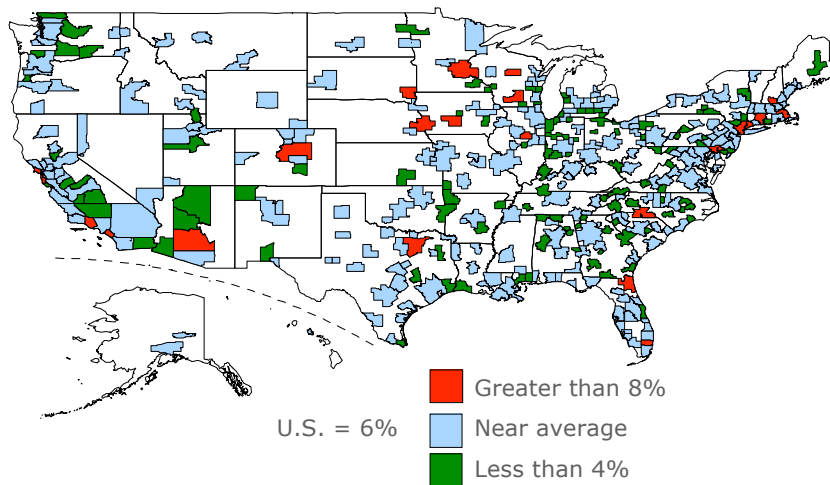 Greater than 8%
U.S. = 6% Near average
Less than 4%